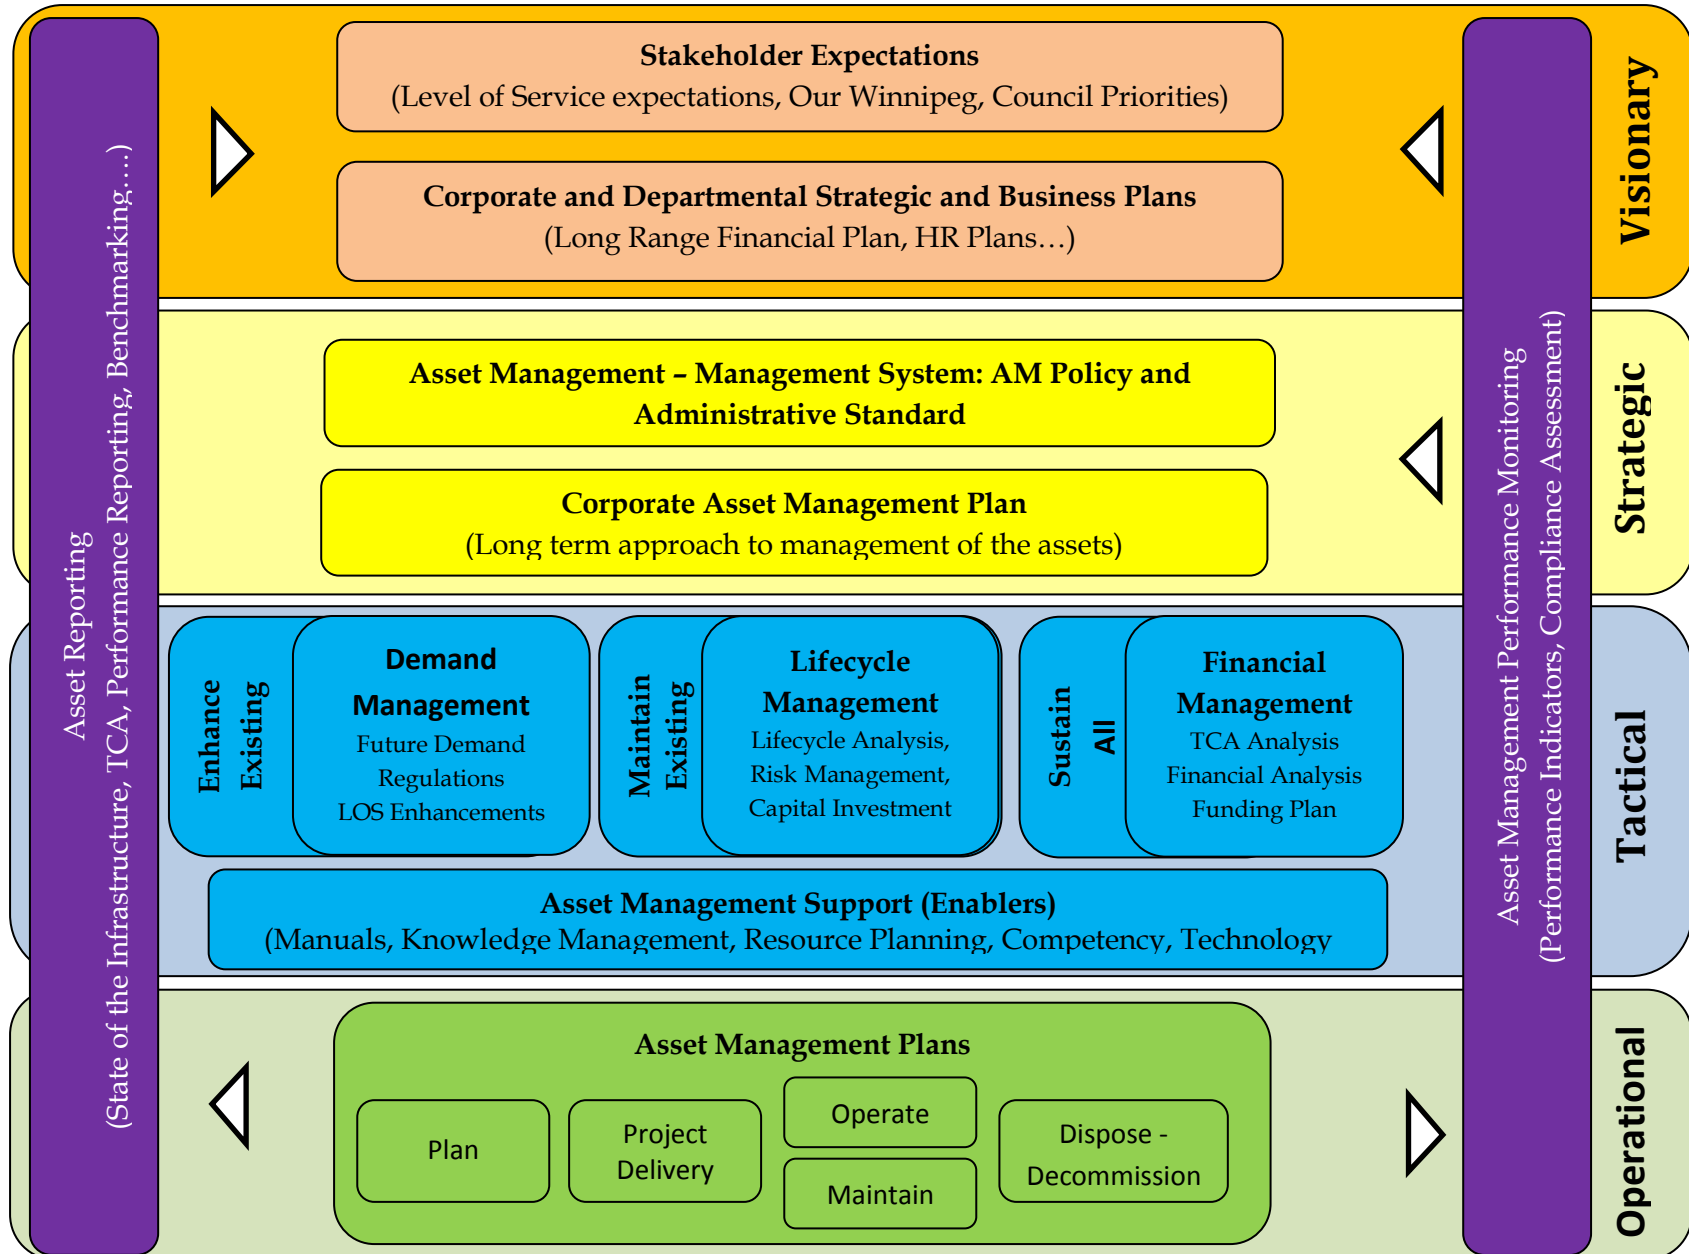 Asset Reporting
(State of the Infrastructure, TCA, Performance Reporting, Benchmarking….)
Stakeholder Expectations
(Level of Service expectations, Our Winnipeg, Council Priorities)
Corporate and Departmental Strategic and Business Plans
(Long Range Financial Plan, HR Plans…)
Visionary
Asset Management – Management System: AM Policy and
Administrative Standard
Corporate Asset Management Plan
(Long term approach to management of the assets)
Strategic
Enhance
Existing
Demand
Management
Future Demand
Regulations
LOS Enhancements
Maintain
Existing
Lifecycle
Management
Lifecycle Analysis,
Risk Management,
Capital Investment
Sustain
All
Financial
Management
TCA Analysis
Financial Analysis
Funding Plan
Asset Management Support (Enablers)
(Manuals, Knowledge Management, Resource Planning, Competency, Technology
Tactical
Asset Management Plans
Plan
Project
Delivery
Operate
Maintain
Dispose -
Decommission
Operational
Asset Management Performance Monitoring
(Performance Indicators, Compliance Assessment)